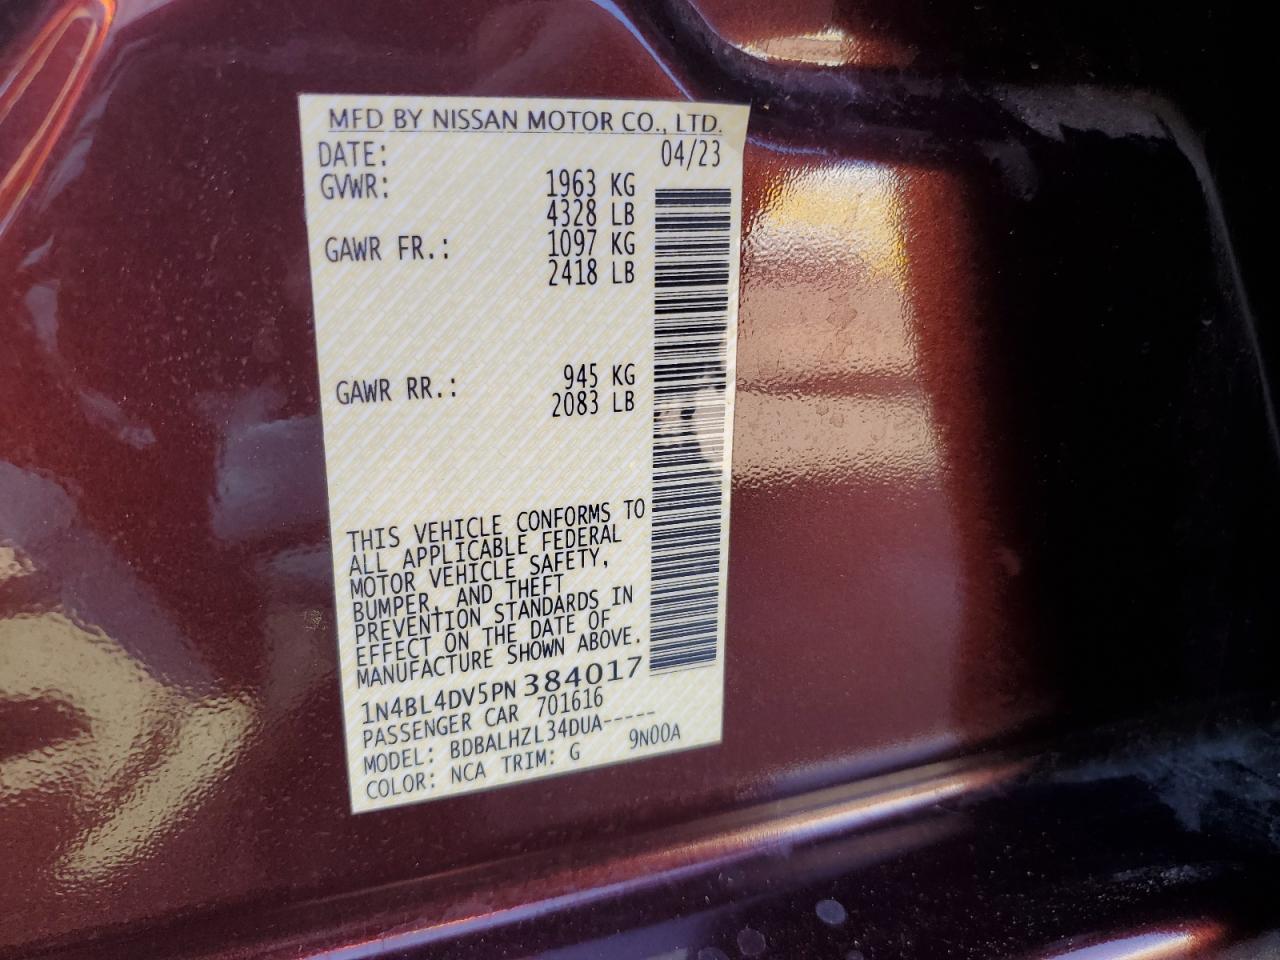 MFD BY NISSAN MOTOR CO., LTD.
DATE: 04/23
GVWR: 1963 KG
4328 LB
GAWR FR.: 1097 KG
2418 LB
GAWR RR.: 945 KG
2083 LB
THIS VEHICLE CONFORMS TO
ALL APPLICABLE FEDERAL
MOTOR VEHICLE SAFETY,
BUMPER, AND THEFT
PREVENTION STANDARDS IN
EFFECT ON THE DATE OF
MANUFACTURE SHOWN ABOVE.
1N4BL4DV5PN384017
PASSENGER CAR 701616
MODEL: BDBALHZL34DUA-----
COLOR: NCA TRIM: G 9N00A